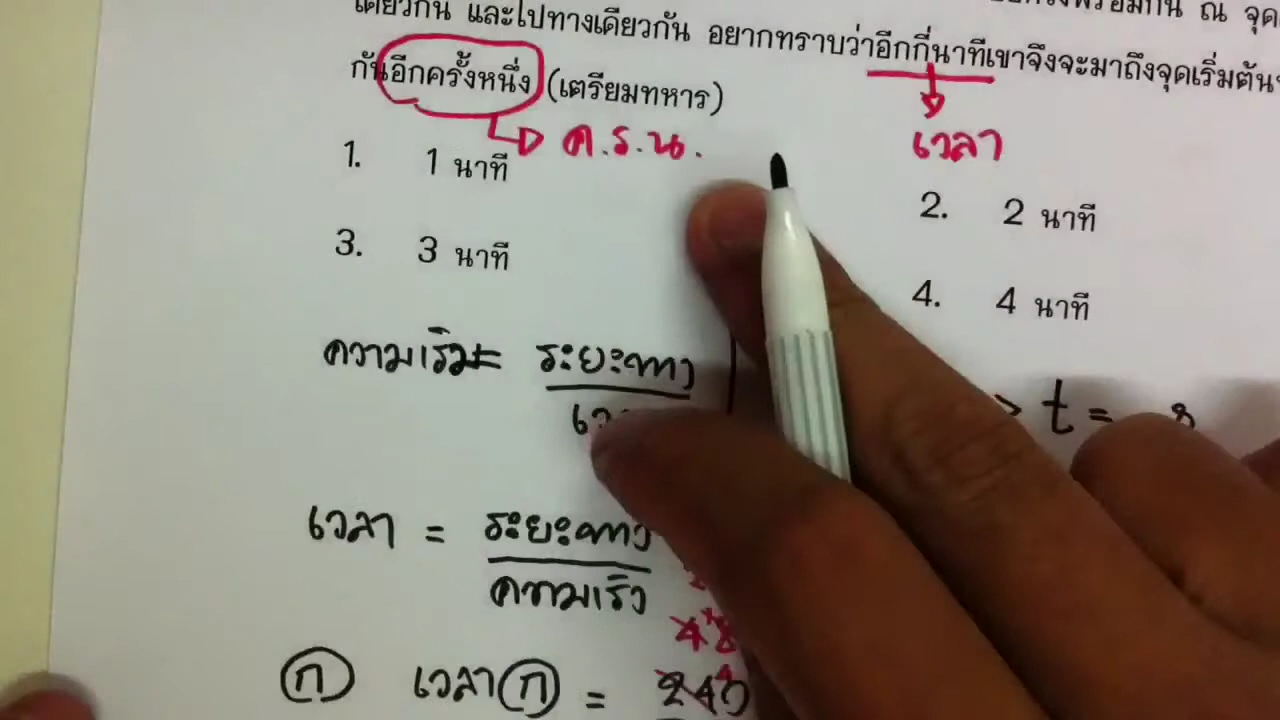 เดียวกัน และไปทางเดียวกัน อยากทราบว่าอีกกี่นาทีเขาจึงจะมาถึงจุดเริ่มต้น
กันอีกครั้งหนึ่ง (เตรียมทหาร)
ค.ร.น.
เวลา
1. 1 นาที
2. 2 นาที
3. 3 นาที
4. 4 นาที
ความเร็ว = ระยะทาง
t =
เวลา = ระยะทาง
ความเร็ว
48
ก เวลา ก = 240